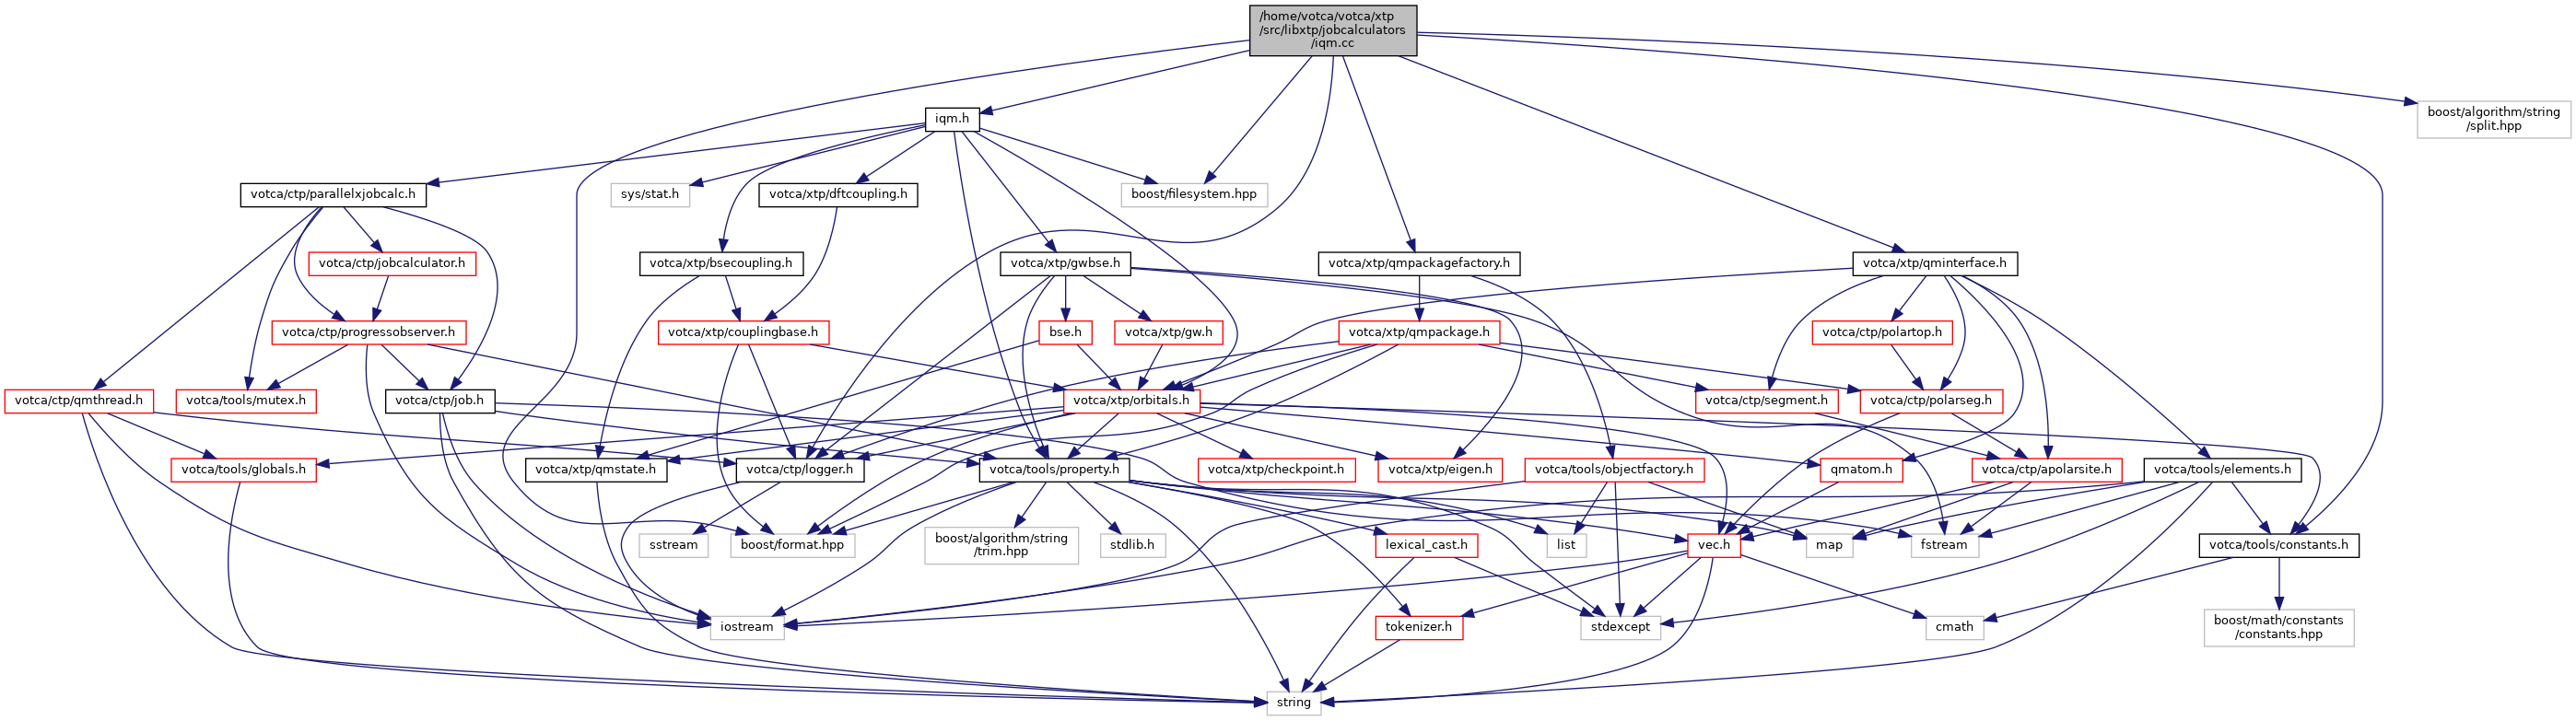 /home/votca/votca/xtp
/src/libxtp/jobcalculators
/iqm.cc
boost/algorithm/string
/split.hpp
iqm.h
votca/ctp/parallelxjobcalc.h
sys/stat.h
votca/xtp/dftcoupling.h
boost/filesystem.hpp
votca/ctp/jobcalculator.h
votca/xtp/bsecoupling.h
votca/xtp/gwbse.h
votca/xtp/qmpackagefactory.h
votca/xtp/qminterface.h
votca/ctp/progressobserver.h
votca/xtp/couplingbase.h
bse.h
votca/xtp/gw.h
votca/xtp/qmpackage.h
votca/ctp/polartop.h
votca/ctp/qmthread.h
votca/tools/mutex.h
votca/ctp/job.h
votca/xtp/orbitals.h
votca/ctp/segment.h
votca/ctp/polarseg.h
votca/tools/globals.h
votca/xtp/qmstate.h
votca/ctp/logger.h
votca/tools/property.h
votca/xtp/checkpoint.h
votca/xtp/eigen.h
votca/tools/objectfactory.h
qmatom.h
votca/ctp/apolarsite.h
votca/tools/elements.h
sstream
boost/format.hpp
boost/algorithm/string
/trim.hpp
stdlib.h
lexical_cast.h
list
vec.h
map
fstream
votca/tools/constants.h
iostream
tokenizer.h
stdexcept
cmath
boost/math/constants
/constants.hpp
string